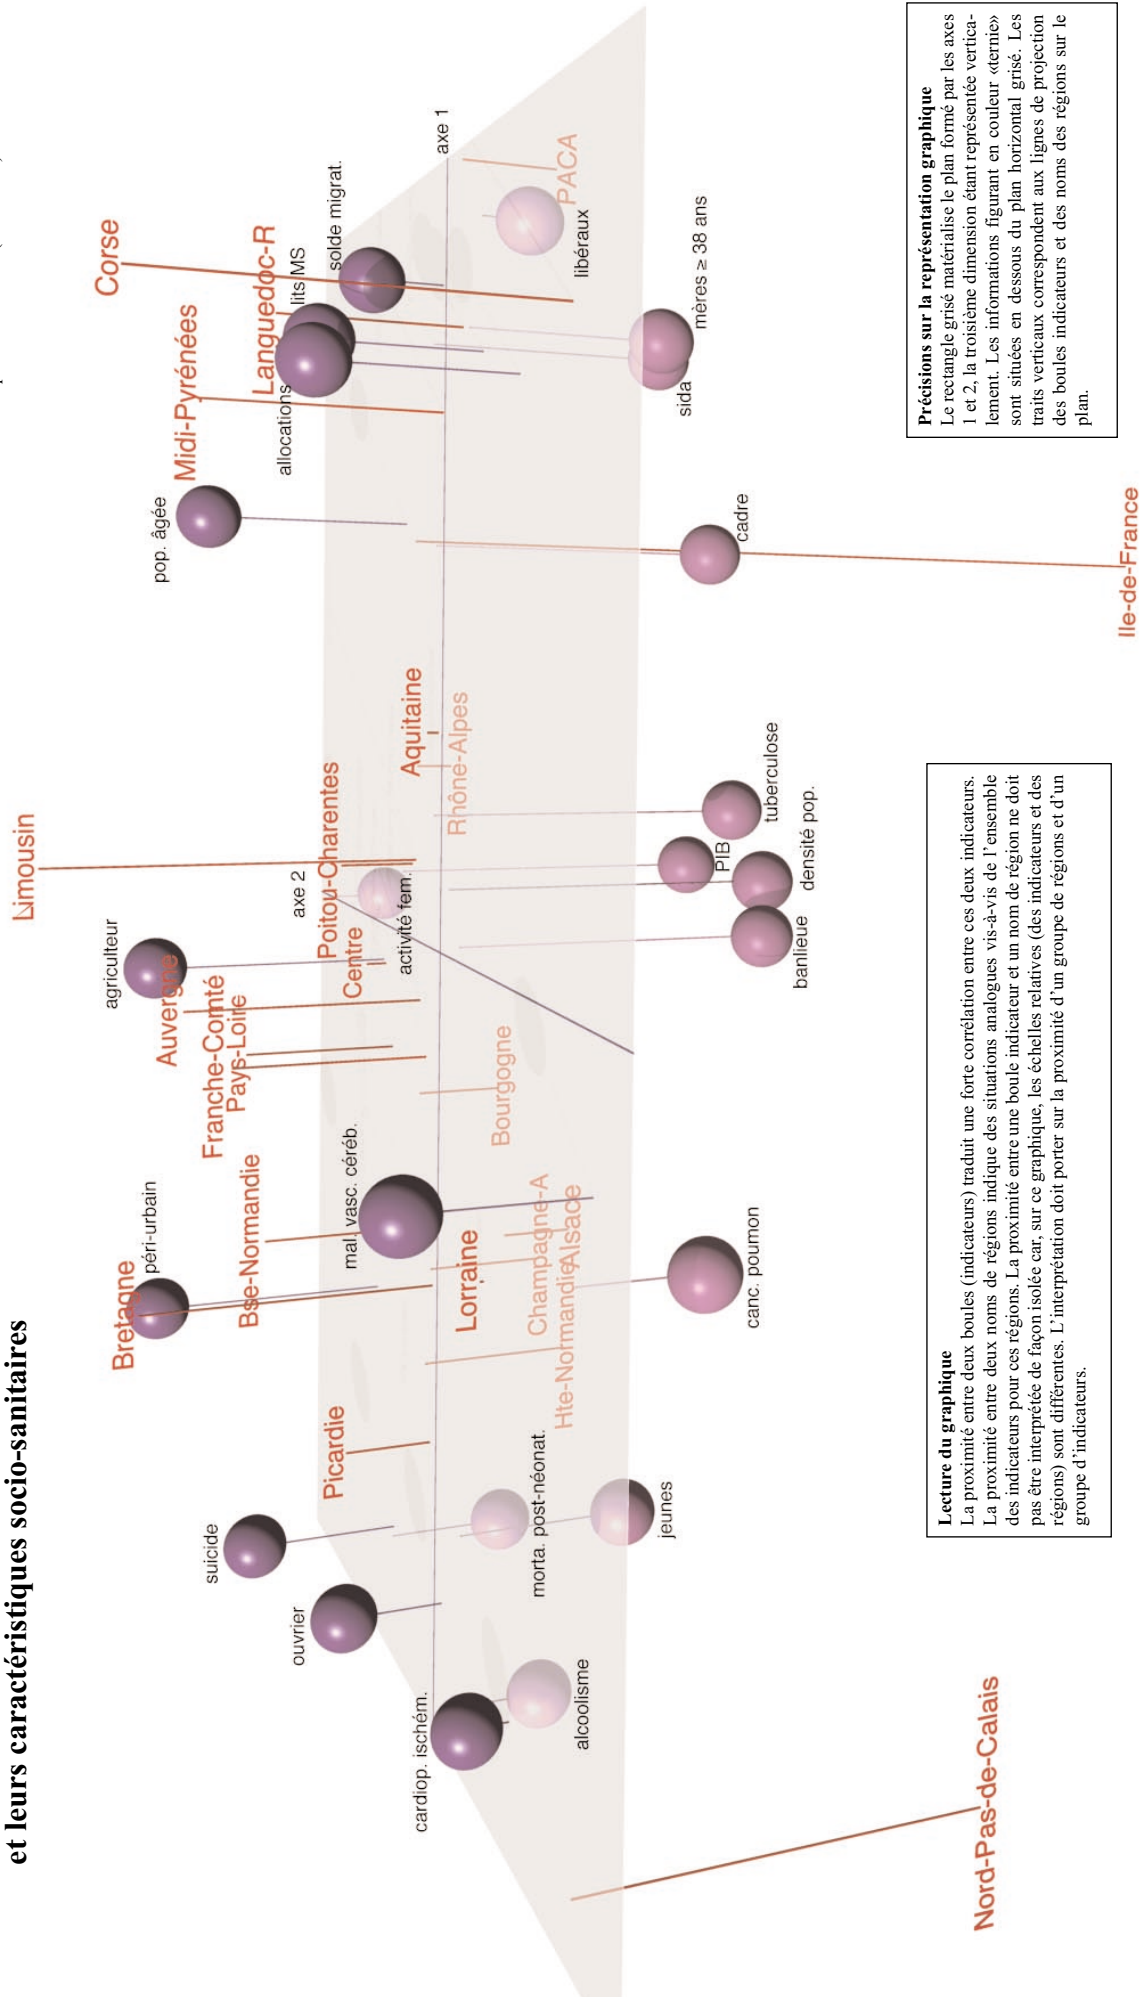 et leurs caractéristiques socio-sanitaires
Limousin
Corse
agriculteur
Bretagne
péri-urbain
pop. âgée
Auvergne
Midi-Pyrénées
suicide
Franche-Comté
Pays-Loire
Bse-Normandie
Languedoc-R
allocations
lits MS
solde migrat.
ouvrier
axe 2
Poitou-Charentes
Picardie
mal. vasc. céréb.
Centre
activité fem.
Aquitaine
cardiop. ischém.
axe 1
Rhône-Alpes
Lorraine
Bourgogne
Champagne-A
morta. post-néonat.
Hte-Normandie
Alsace
PACA
libéraux
alcoolisme
jeunes
sida
mères ≥ 38 ans
PIB
cadre
canc. poumon
tuberculose
banlieue
densité pop.
Nord-Pas-de-Calais
Ile-de-France
Lecture du graphique
La proximité entre deux boules (indicateurs) traduit une forte corrélation entre ces deux indicateurs.
La proximité entre deux noms de régions indique des situations analogues vis-à-vis de l'ensemble
des indicateurs pour ces régions. La proximité entre une boule indicateur et un nom de région ne doit
pas être interprétée de façon isolée car, sur ce graphique, les échelles relatives (des indicateurs et des
régions) sont différentes. L'interprétation doit porter sur la proximité d'un groupe de régions et d'un
groupe d'indicateurs.
Précisions sur la représentation graphique
Le rectangle grisé matérialise le plan formé par les axes
1 et 2, la troisième dimension étant représentée vertica-
lement. Les informations figurant en couleur «ternie»
sont situées en dessous du plan horizontal grisé. Les
traits verticaux correspondent aux lignes de projection
des boules indicateurs et des noms des régions sur le
plan.